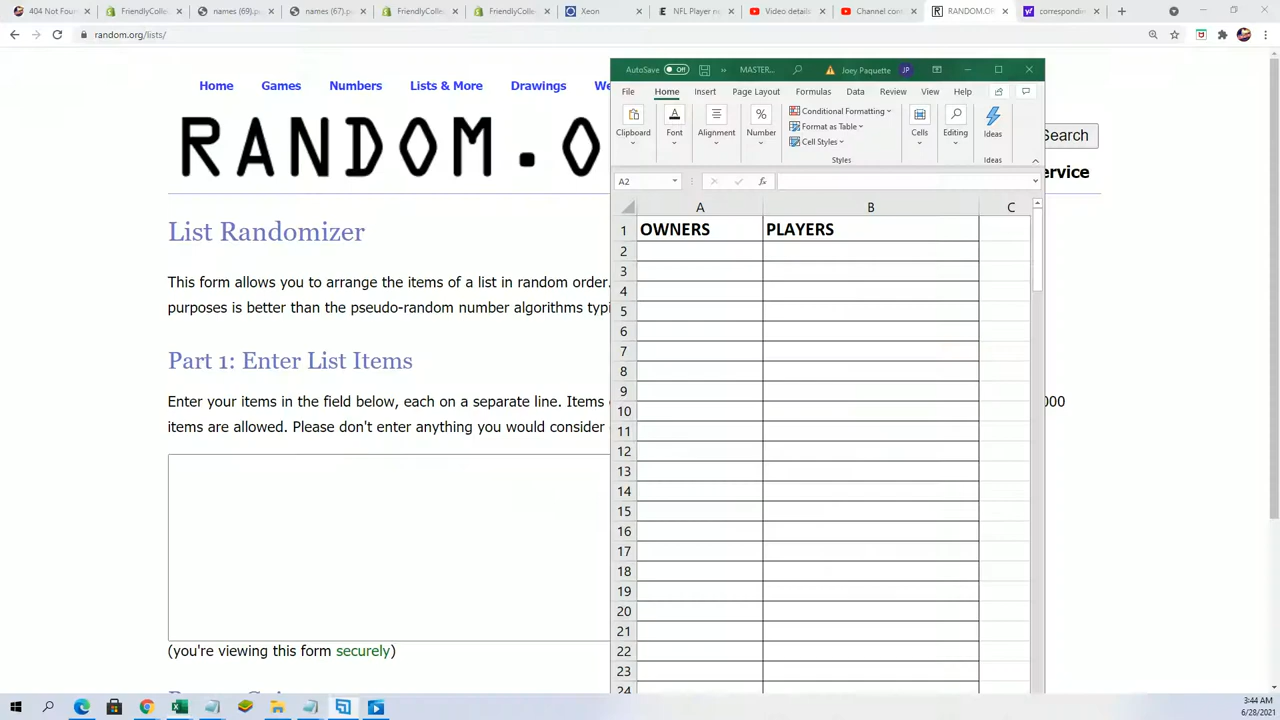 404 Not Foun
FriendlyColle
names (69).p
names (67).p
FriendlyColle
FriendlyColle
Xeon
NFL Player n
Video details
Channel con
RANDOM.OR
correspondin
random.org/lists/
Home Games Numbers Lists & More Drawings We
RANDOM.O
Search
ervice
List Randomizer
This form allows you to arrange the items of a list in random order.
purposes is better than the pseudo-random number algorithms typi
Part 1: Enter List Items
Enter your items in the field below, each on a separate line. Items
000
items are allowed. Please don't enter anything you would consider
(you're viewing this form securely)
AutoSave Off MASTER... Joey Paquette JP
File Home Insert Page Layout Formulas Data Review View Help
Clipboard
Font
Alignment
Number
Conditional Formatting
Format as Table
Cell Styles
Styles
Cells
Editing
Ideas
Ideas
A2
A B C
1 OWNERS PLAYERS
2
3
4
5
6
7
8
9
10
11
12
13
14
15
16
17
18
19
20
21
22
23
24
3:44 AM
6/28/2021